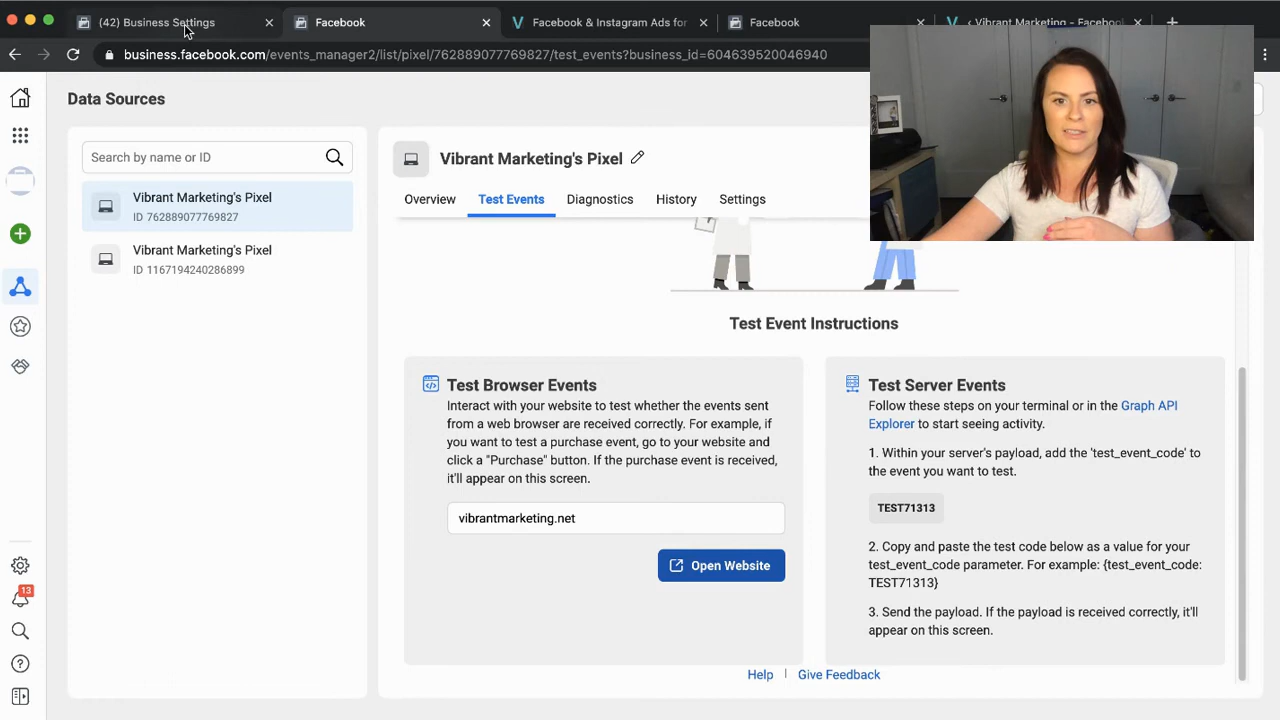 (42) Business Settings
Facebook
Facebook & Instagram Ads for
Facebook
‹ Vibrant Marketing - Facebook
business.facebook.com/events_manager2/list/pixel/762889077769827/test_events?business_id=604639520046940
Data Sources
Search by name or ID
Vibrant Marketing's Pixel
ID 762889077769827
Vibrant Marketing's Pixel
ID 1167194240286899
13
Vibrant Marketing's Pixel
Overview
Test Events
Diagnostics
History
Settings
Test Event Instructions
Test Browser Events
Interact with your website to test whether the events sent
from a web browser are received correctly. For example, if
you want to test a purchase event, go to your website and
click a "Purchase" button. If the purchase event is received,
it'll appear on this screen.
vibrantmarketing.net
Open Website
Test Server Events
Follow these steps on your terminal or in the Graph API
Explorer to start seeing activity.
1. Within your server's payload, add the 'test_event_code' to
the event you want to test.
TEST71313
2. Copy and paste the test code below as a value for your
test_event_code parameter. For example: {test_event_code:
TEST71313}
3. Send the payload. If the payload is received correctly, it'll
appear on this screen.
Help
Give Feedback